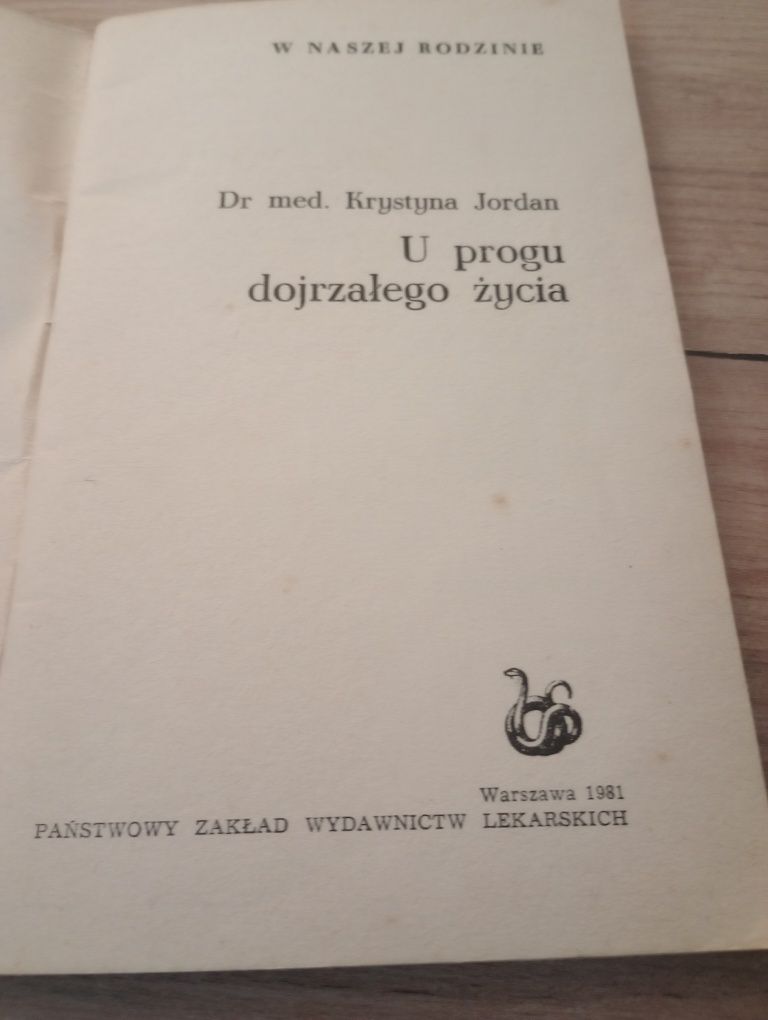 W NASZEJ RODZINIE
Dr med. Krystyna Jordan
U progu
dojrzałego życia
Warszawa 1981
PAŃSTWOWY ZAKŁAD WYDAWNICTW LEKARSKICH